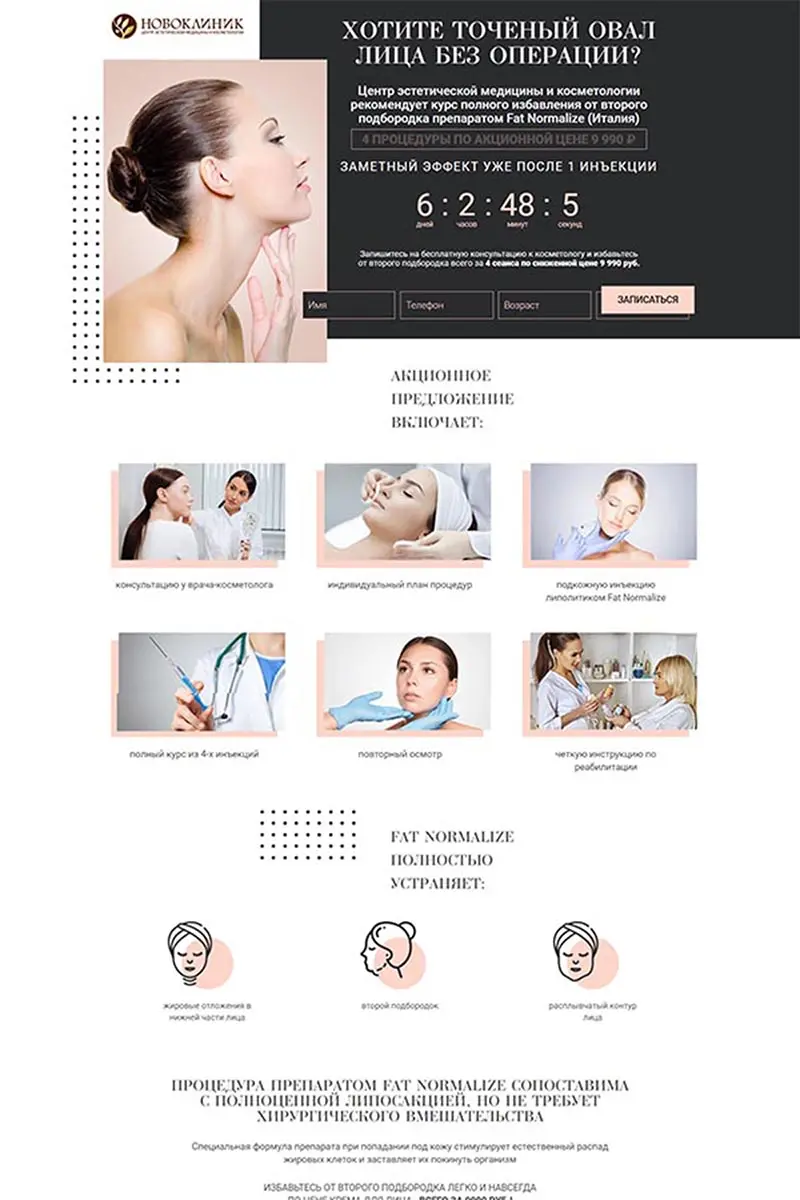 НОВОКЛИНИК
ЦЕНТР ЭСТЕТИЧЕСКОЙ МЕДИЦИНЫ И КОСМЕТОЛОГИИ
ХОТИТЕ ТОЧЕНЫЙ ОВАЛ
ЛИЦА БЕЗ ОПЕРАЦИИ?
Центр эстетической медицины и косметологии
рекомендует курс полного избавления от второго
подбородка препаратом Fat Normalize (Италия)
4 ПРОЦЕДУРЫ ПО АКЦИОННОЙ ЦЕНЕ 9 990 ₽
ЗАМЕТНЫЙ ЭФФЕКТ УЖЕ ПОСЛЕ 1 ИНЪЕКЦИИ
6 : 2 : 48 : 5
дней часов минут секунд
Запишитесь на бесплатную консультацию к косметологу и избавьтесь
от второго подбородка всего за 4 сеанса по сниженной цене 9 990 руб.
Имя Телефон Возраст ЗАПИСАТЬСЯ
АКЦИОННОЕ
ПРЕДЛОЖЕНИЕ
ВКЛЮЧАЕТ:
консультацию у врача-косметолога
индивидуальный план процедур
подкожную инъекцию
липолитиком Fat Normalize
полный курс из 4-х инъекций
повторный осмотр
четкую инструкцию по
реабилитации
FAT NORMALIZE
ПОЛНОСТЬЮ
УСТРАНЯЕТ:
жировые отложения в
нижней части лица
второй подбородок
расплывчатый контур
лица
ПРОЦЕДУРА ПРЕПАРАТОМ FAT NORMALIZE СОПОСТАВИМА
С ПОЛНОЦЕННОЙ ЛИПОСАКЦИЕЙ, НО НЕ ТРЕБУЕТ
ХИРУРГИЧЕСКОГО ВМЕШАТЕЛЬСТВА
Специальная формула препарата при попадании под кожу стимулирует естественный распад
жировых клеток и заставляет их покинуть организм
ИЗБАВЬТЕСЬ ОТ ВТОРОГО ПОДБОРОДКА ЛЕГКО И НАВСЕГДА
ПО ЦЕНЕ КРЕМА ДЛЯ ЛИЦА